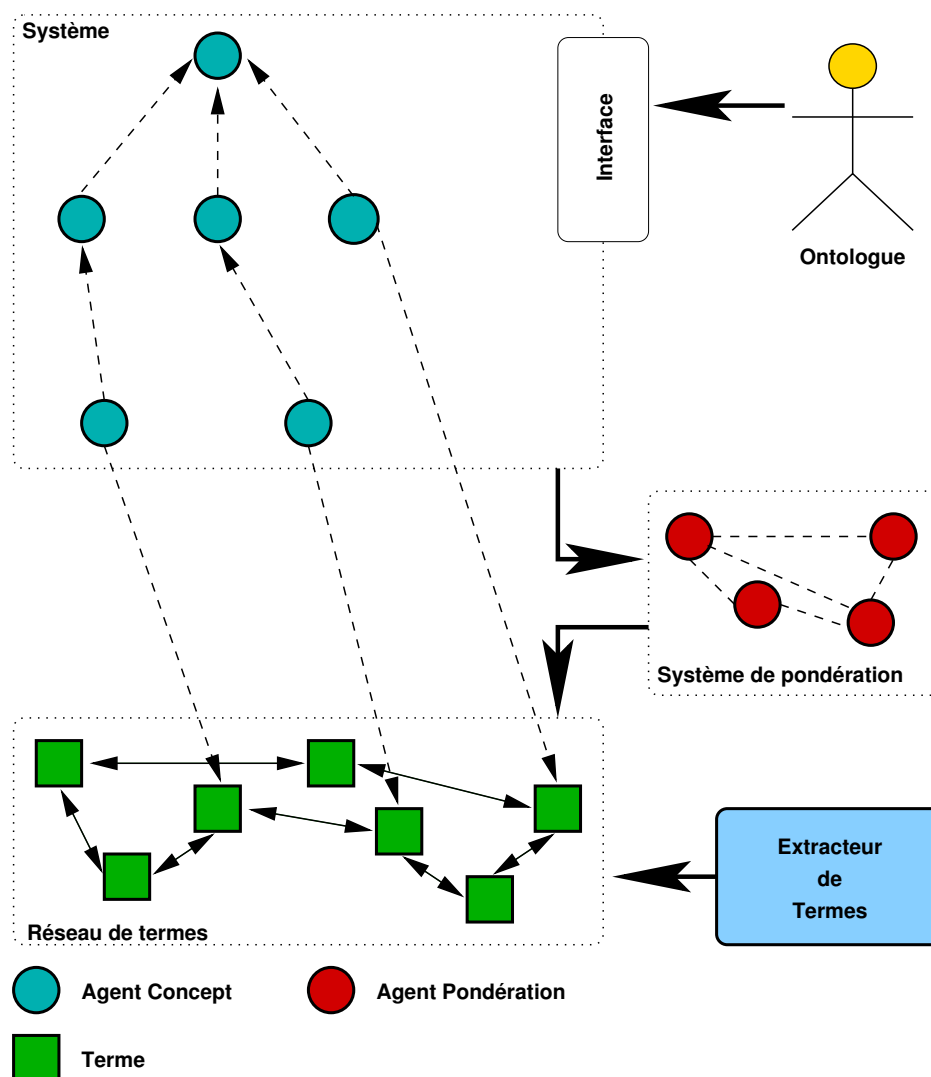 Système
Interface
Ontologue
Système de pondération
Extracteur
de
Termes
Réseau de termes
Agent Concept
Agent Pondération
Terme